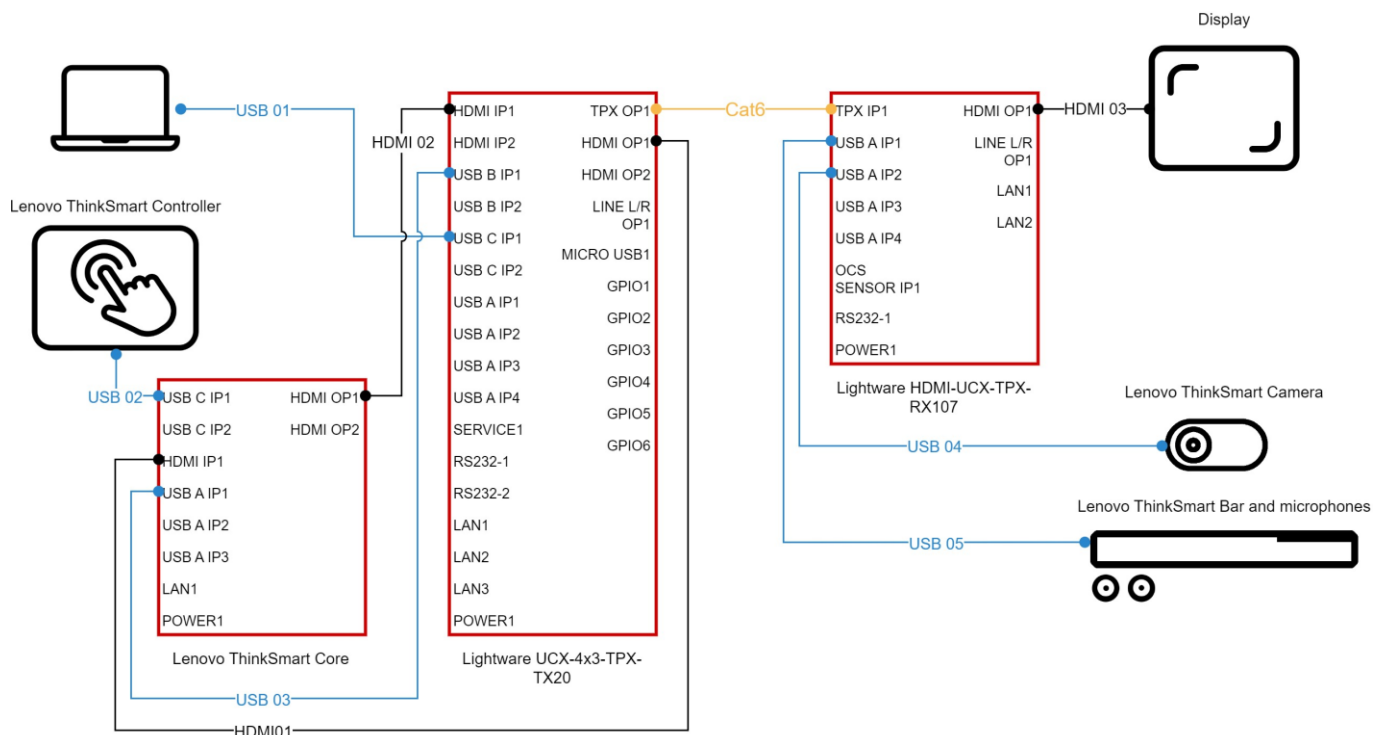 Display
USB 01
HDMI 02
Lenovo ThinkSmart Controller
USB 02
USB C IP1
USB C IP2
HDMI IP1
USB A IP1
USB A IP2
USB A IP3
LAN1
POWER1
HDMI OP1
HDMI OP2
Lenovo ThinkSmart Core
USB 03
HDMI01
HDMI IP1
HDMI IP2
USB B IP1
USB B IP2
USB C IP1
USB C IP2
USB A IP1
USB A IP2
USB A IP3
USB A IP4
SERVICE1
RS232-1
RS232-2
LAN1
LAN2
LAN3
POWER1
TPX OP1
HDMI OP1
HDMI OP2
LINE L/R
OP1
MICRO USB1
GPIO1
GPIO2
GPIO3
GPIO4
GPIO5
GPIO6
Lightware UCX-4x3-TPX-
TX20
Cat6
TPX IP1
USB A IP1
USB A IP2
USB A IP3
USB A IP4
OCS
SENSOR IP1
RS232-1
POWER1
HDMI OP1
LINE L/R
OP1
LAN1
LAN2
Lightware HDMI-UCX-TPX-
RX107
HDMI 03
Lenovo ThinkSmart Camera
USB 04
Lenovo ThinkSmart Bar and microphones
USB 05